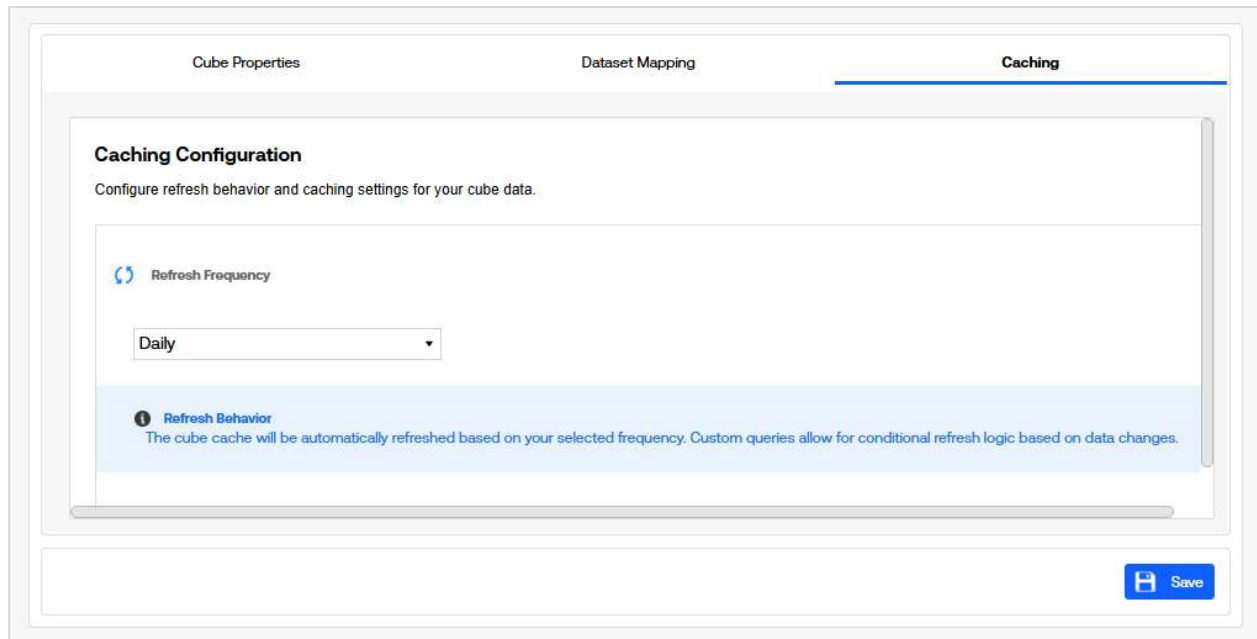 Cube Properties
Dataset Mapping
Caching
Caching Configuration
Configure refresh behavior and caching settings for your cube data.
Refresh Frequency
Daily
Refresh Behavior
The cube cache will be automatically refreshed based on your selected frequency. Custom queries allow for conditional refresh logic based on data changes.
Save